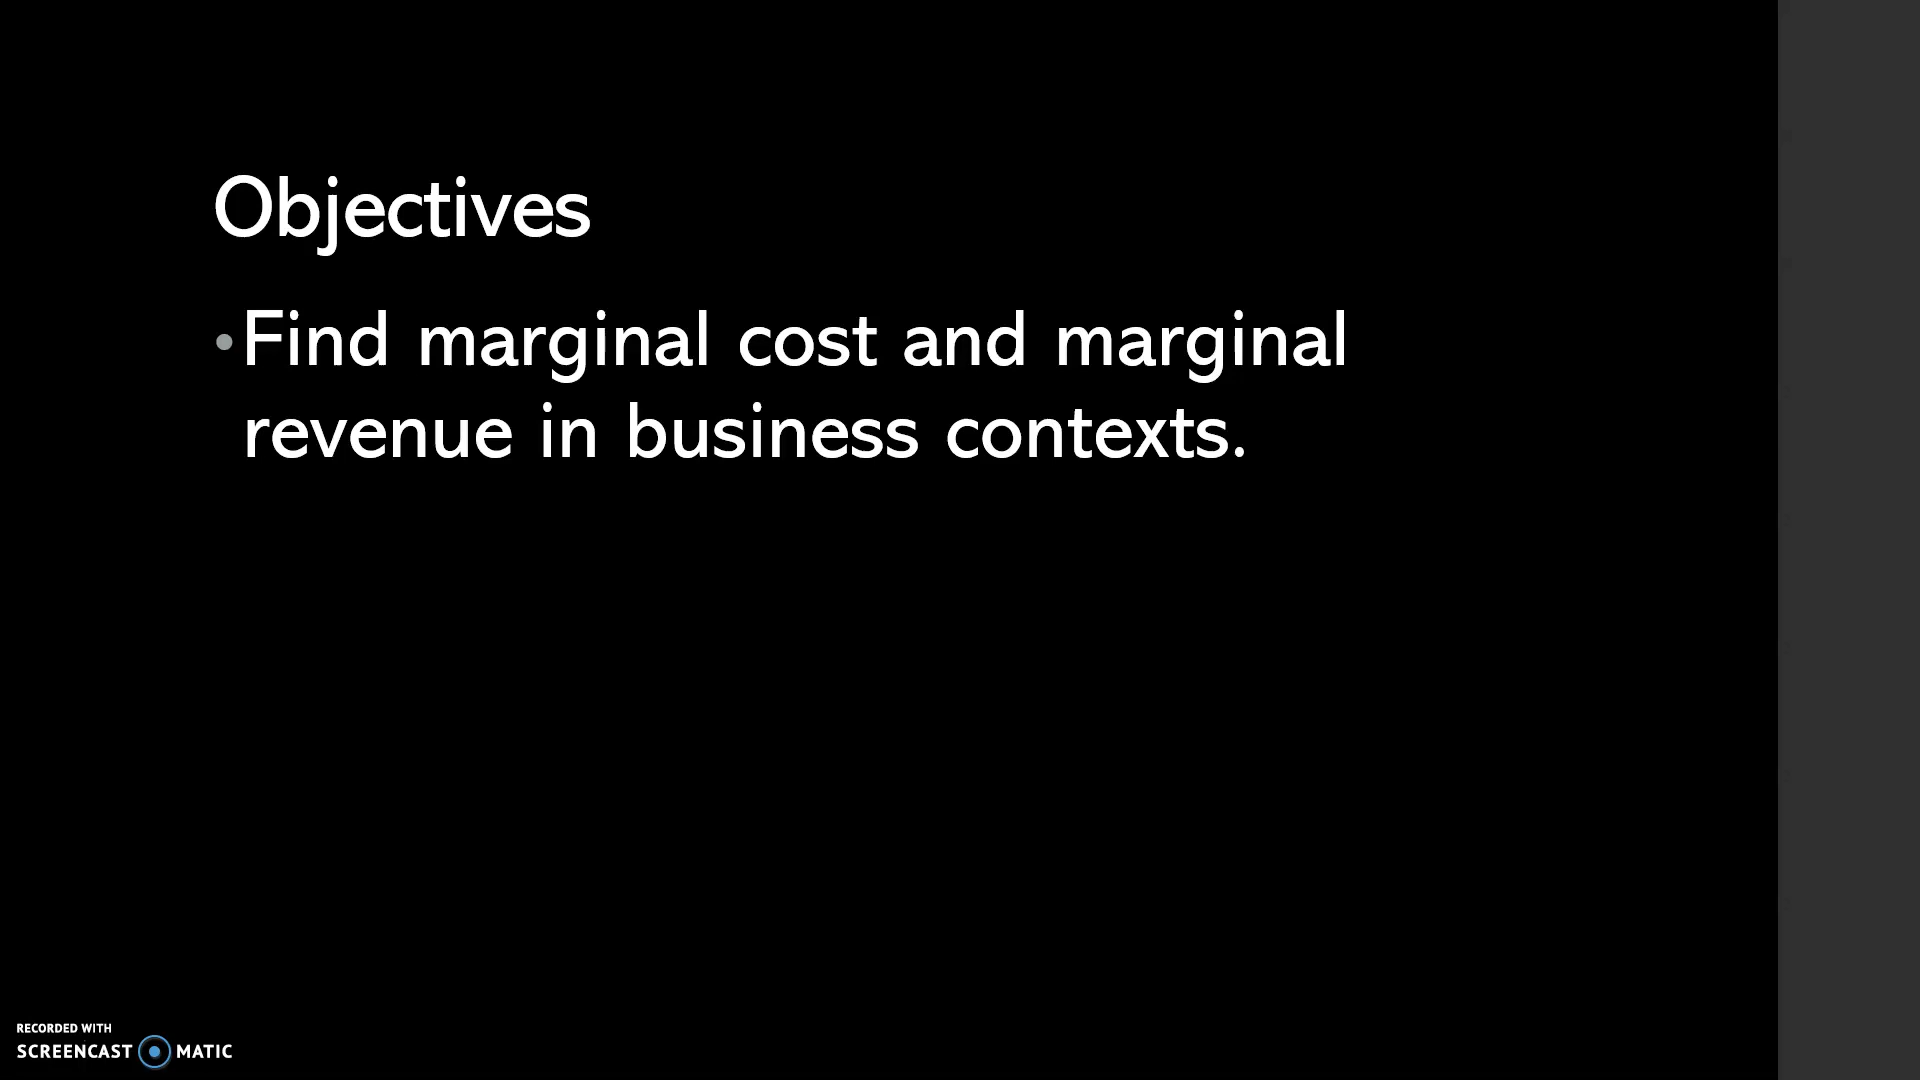 Objectives
• Find marginal cost and marginal
revenue in business contexts.
RECORDED WITH
SCREENCAST MATIC